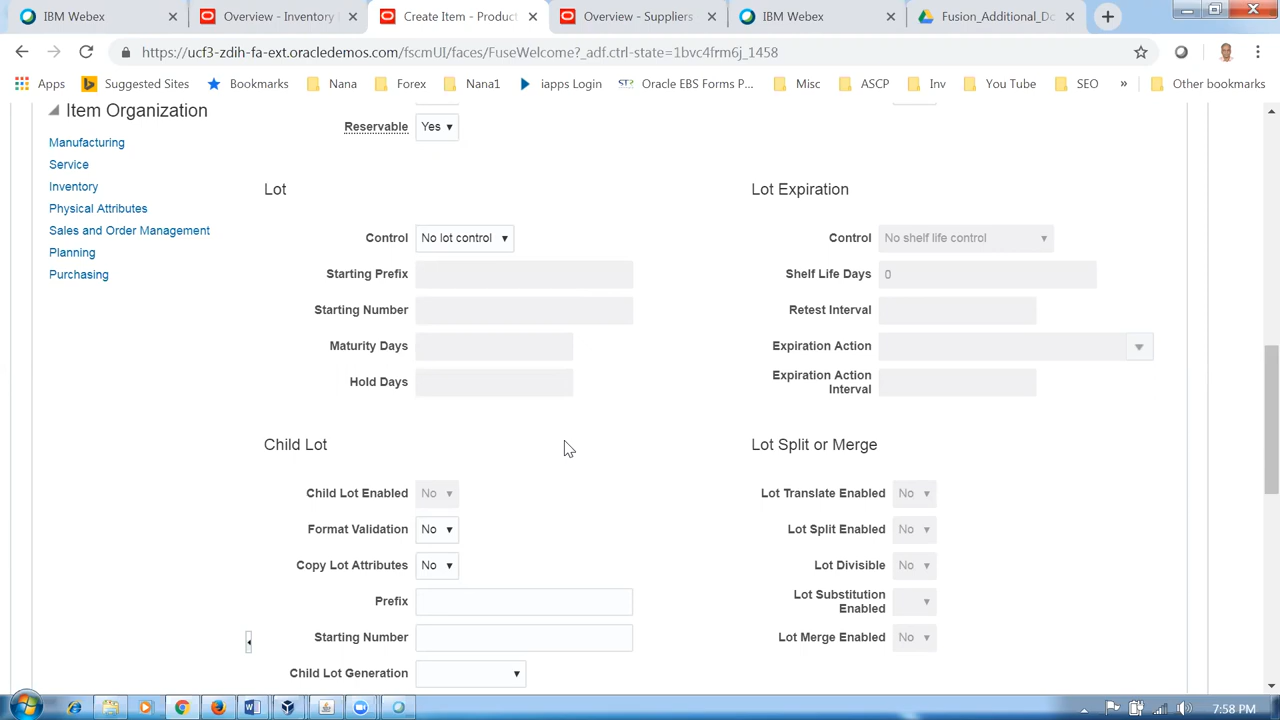 IBM Webex
Overview - Inventory
Create Item - Product
Overview - Suppliers
IBM Webex
Fusion_Additional_Do
https://ucf3-zdih-fa-ext.oracledemos.com/fscmUI/faces/FuseWelcome?_adf.ctrl-state=1bvc4frm6j_1458
Apps Suggested Sites Bookmarks Nana Forex Nana1 iapps Login Oracle EBS Forms P... Misc ASCP Inv You Tube SEO » Other bookmarks
Item Organization
Manufacturing
Service
Inventory
Physical Attributes
Sales and Order Management
Planning
Purchasing
Reservable Yes
Lot
Control No lot control
Starting Prefix
Starting Number
Maturity Days
Hold Days
Lot Expiration
Control No shelf life control
Shelf Life Days 0
Retest Interval
Expiration Action
Expiration Action
Interval
Child Lot
Child Lot Enabled No
Format Validation No
Copy Lot Attributes No
Prefix
Starting Number
Child Lot Generation
Lot Split or Merge
Lot Translate Enabled No
Lot Split Enabled No
Lot Divisible No
Lot Substitution
Enabled
Lot Merge Enabled No
7:58 PM